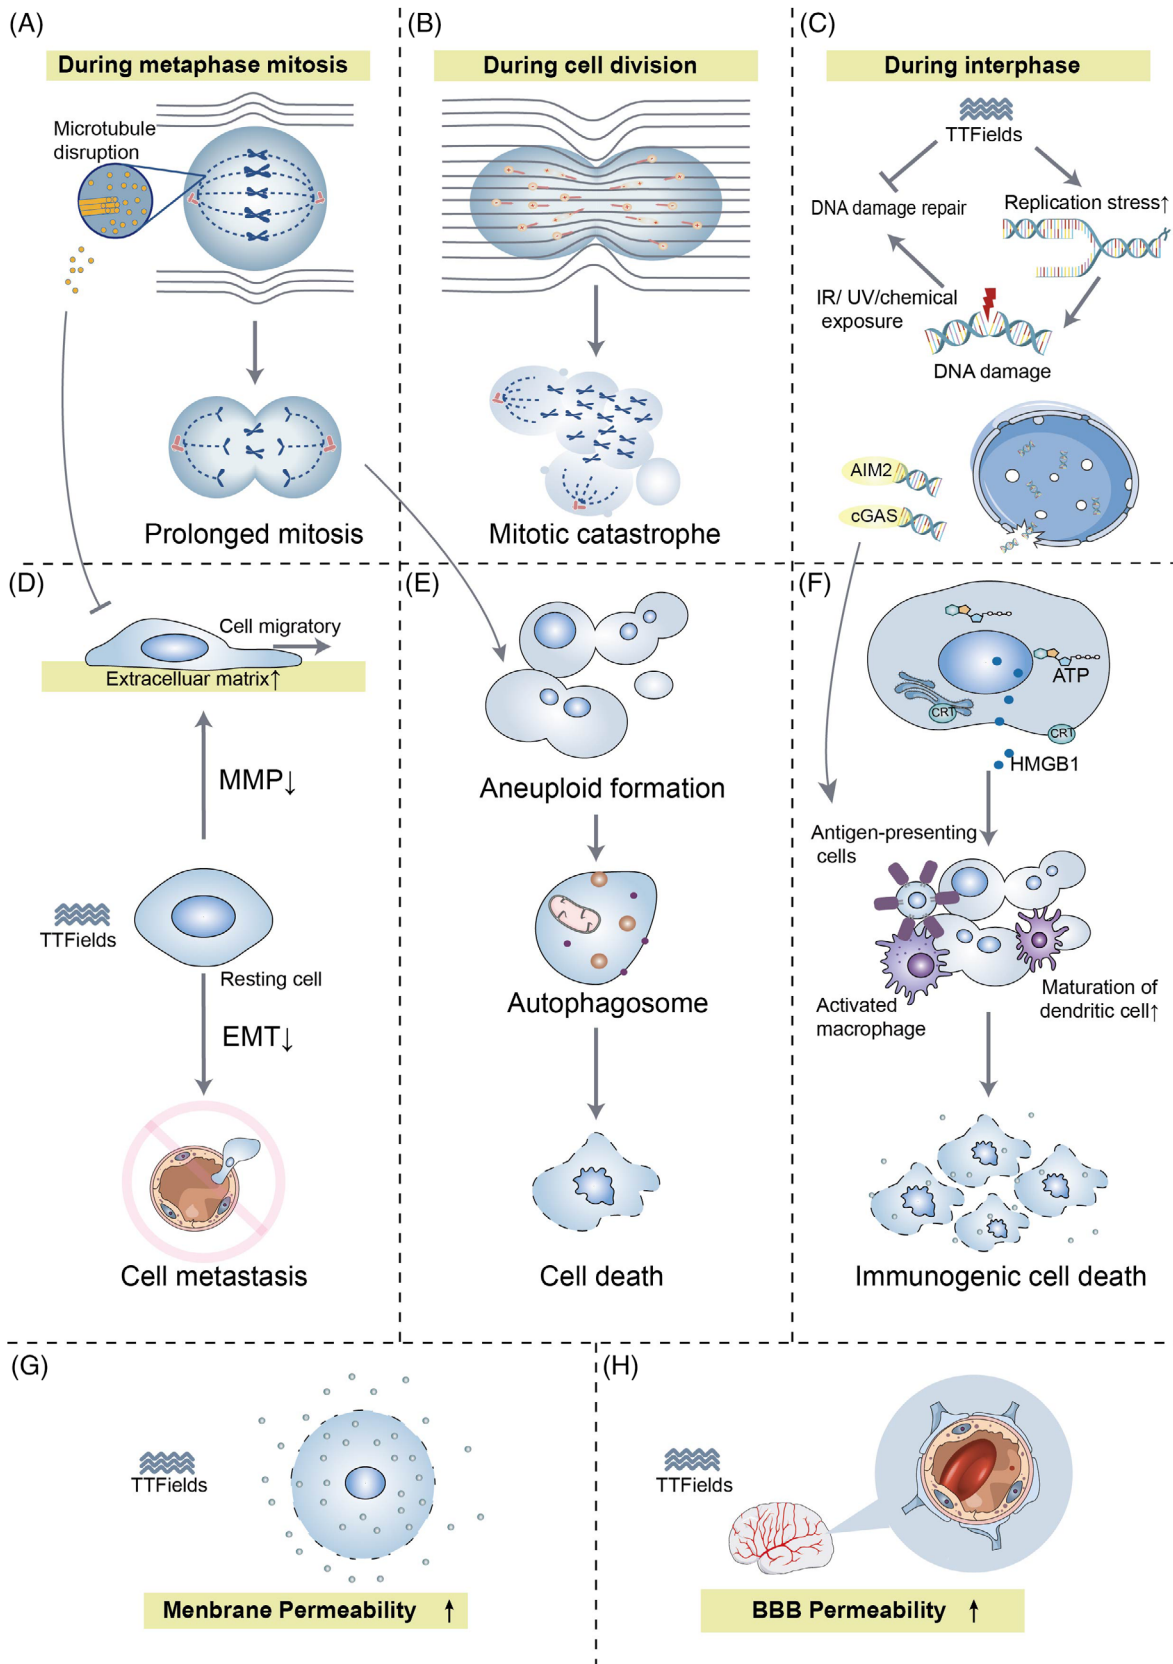 (A)
During metaphase mitosis
Microtubule
disruption
Prolonged mitosis
(B)
During cell division
Mitotic catastrophe
(C)
During interphase
TTFields
DNA damage repair
Replication stress↑
IR/ UV/chemical
exposure
DNA damage
AIM2
cGAS
(D)
Cell migratory
Extracelluar matrix↑
MMP↓
TTFields
Resting cell
EMT↓
Cell metastasis
(E)
Aneuploid formation
Autophagosome
Cell death
(F)
ATP
CRT
CRT
HMGB1
Antigen-presenting
cells
Activated
macrophage
Maturation of
dendritic cell↑
Immunogenic cell death
(G)
TTFields
Menbrane Permeability ↑
(H)
TTFields
BBB Permeability ↑